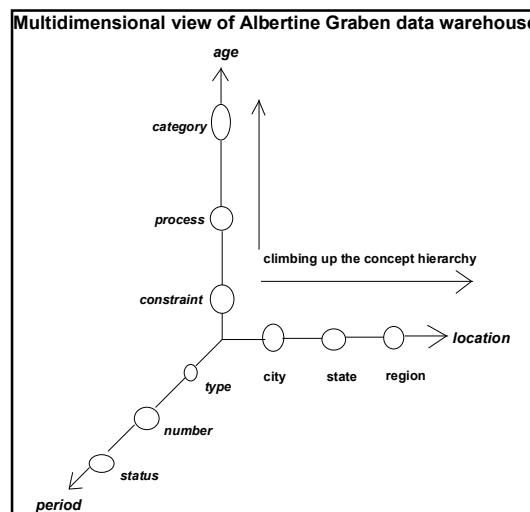 Multidimensional view of Albertine Graben data warehouse
age
category
process
climbing up the concept hierarchy
constraint
location
type
city
state
region
number
status
period